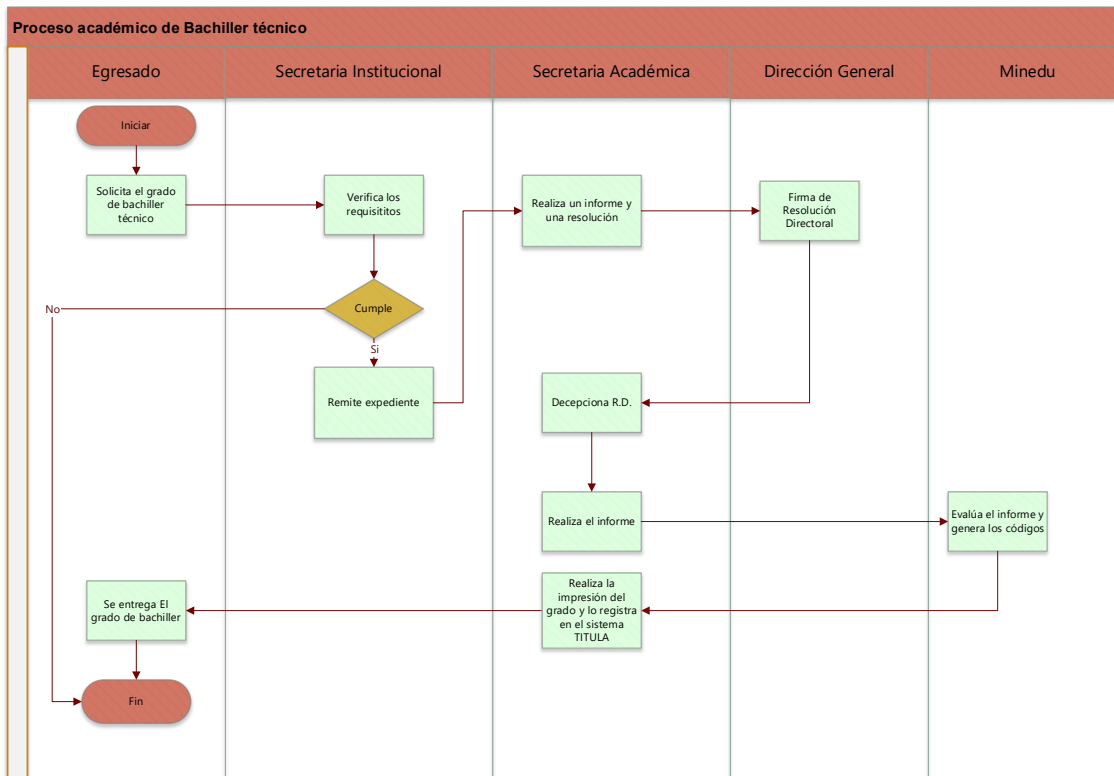 Proceso académico de Bachiller técnico
Egresado
Secretaria Institucional
Secretaria Académica
Dirección General
Minedu
Iniciar
Solicita el grado
de bachiller
técnico
Verifica los
requisititos
Realiza un informe y
una resolución
Firma de
Resolución
Directoral
No
Cumple
Si
Remite expediente
Decepciona R.D.
Realiza el informe
Evalúa el informe y
genera los códigos
Realiza la
impresión del
grado y lo registra
en el sistema
TITULA
Se entrega El
grado de bachiller
Fin